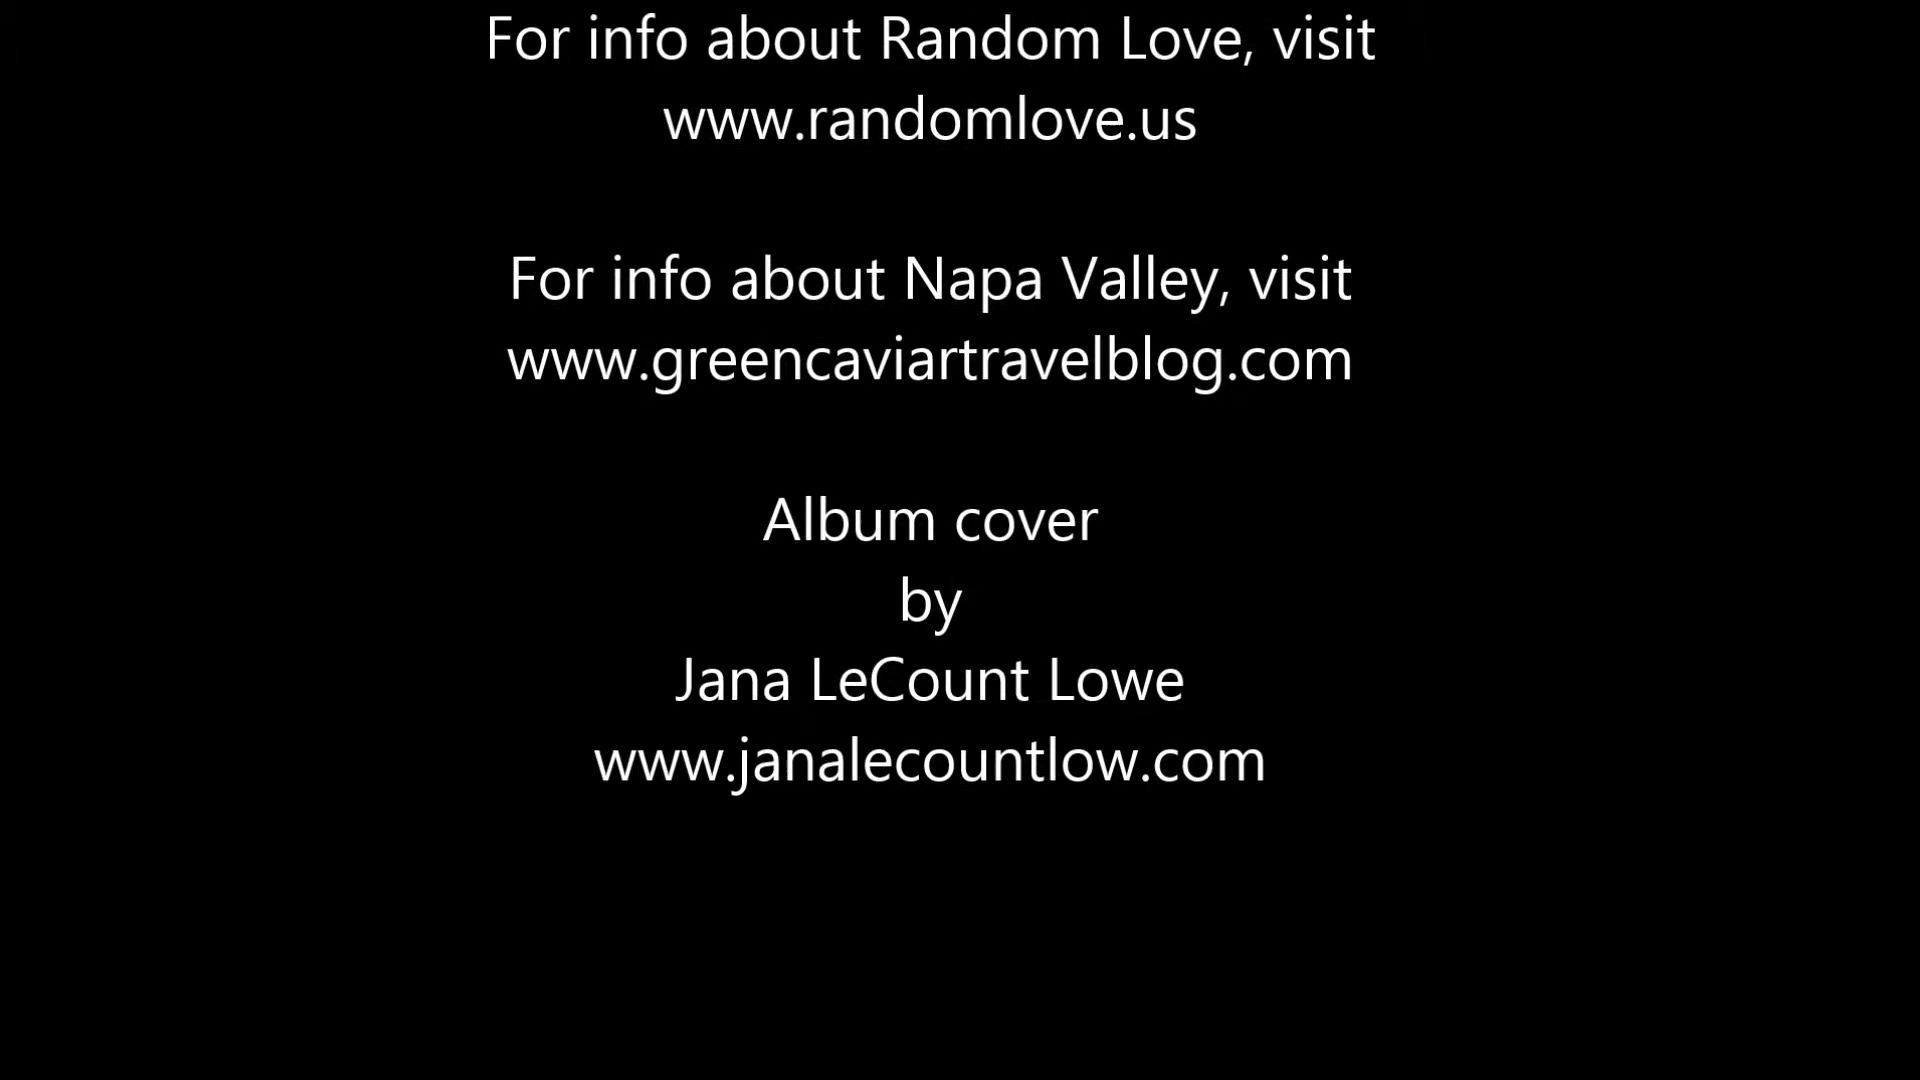 For info about Random Love, visit
www.randomlove.us
For info about Napa Valley, visit
www.greencaviartravelblog.com
Album cover
by
Jana LeCount Lowe
www.janalecountlow.com